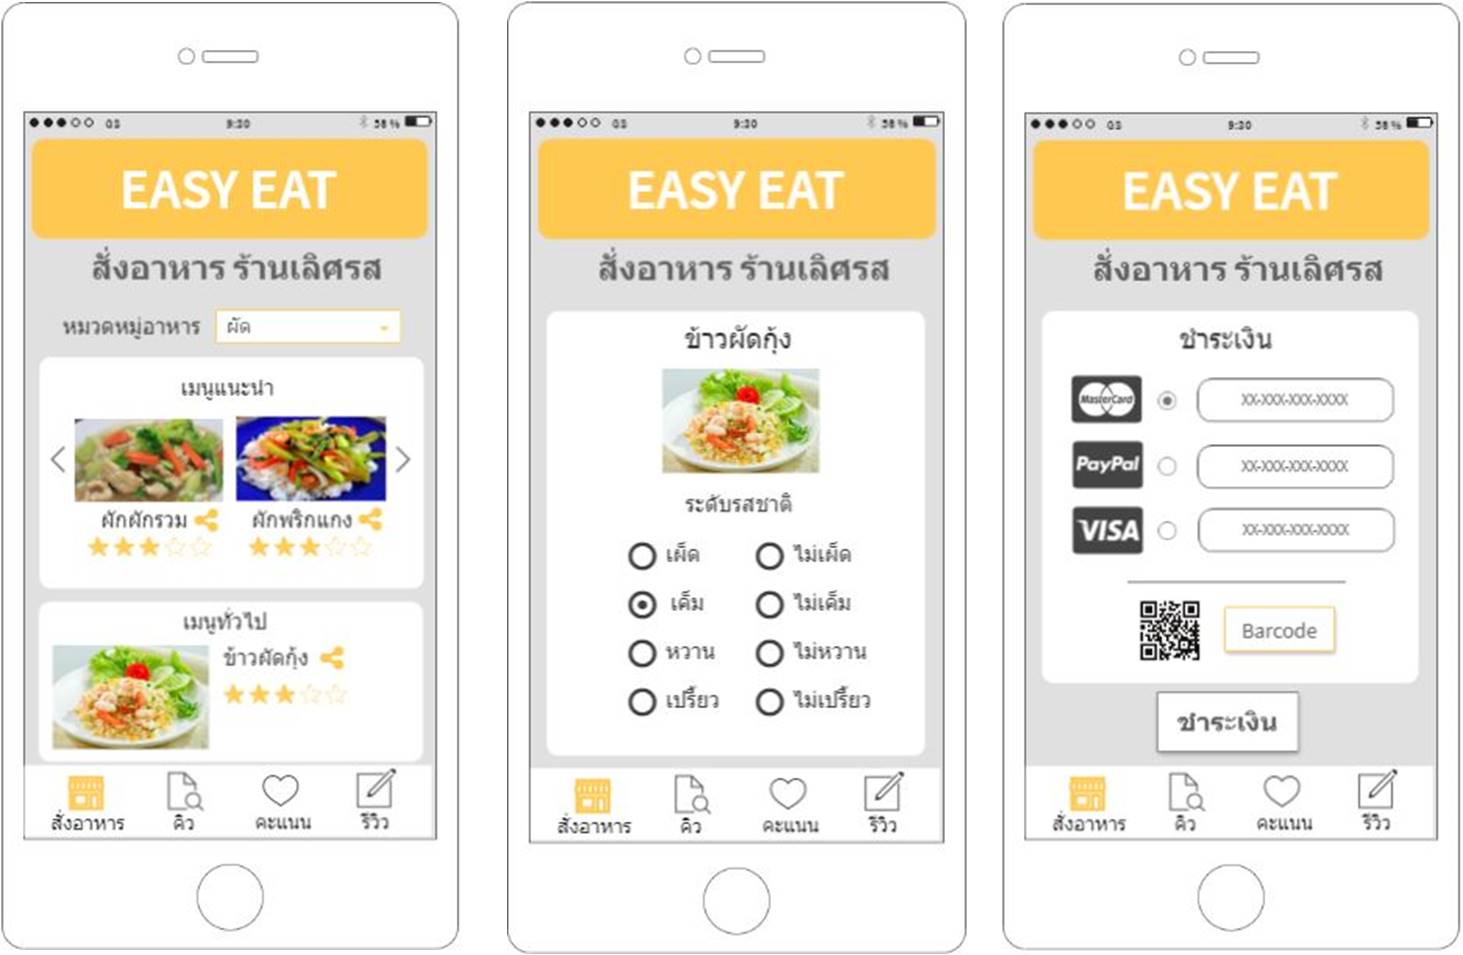 GS 9:30 58 %
EASY EAT
สั่งอาหาร ร้านเลิศรส
หมวดหมู่อาหาร ผัด
เมนูแนะนำ
ผักผักรวม ผักพริกแกง
เมนูทั่วไป
ข้าวผัดกุ้ง
สั่งอาหาร คิว คะแนน รีวิว
GS 9:30 58 %
EASY EAT
สั่งอาหาร ร้านเลิศรส
ข้าวผัดกุ้ง
ระดับรสชาติ
เผ็ด ไม่เผ็ด
เค็ม ไม่เค็ม
หวาน ไม่หวาน
เปรี้ยว ไม่เปรี้ยว
สั่งอาหาร คิว คะแนน รีวิว
GS 9:30 58 %
EASY EAT
สั่งอาหาร ร้านเลิศรส
ชำระเงิน
MasterCard XX-XXX-XXX-XXXX
PayPal XX-XXX-XXX-XXXX
VISA XX-XXX-XXX-XXXX
Barcode
ชำระเงิน
สั่งอาหาร คิว คะแนน รีวิว